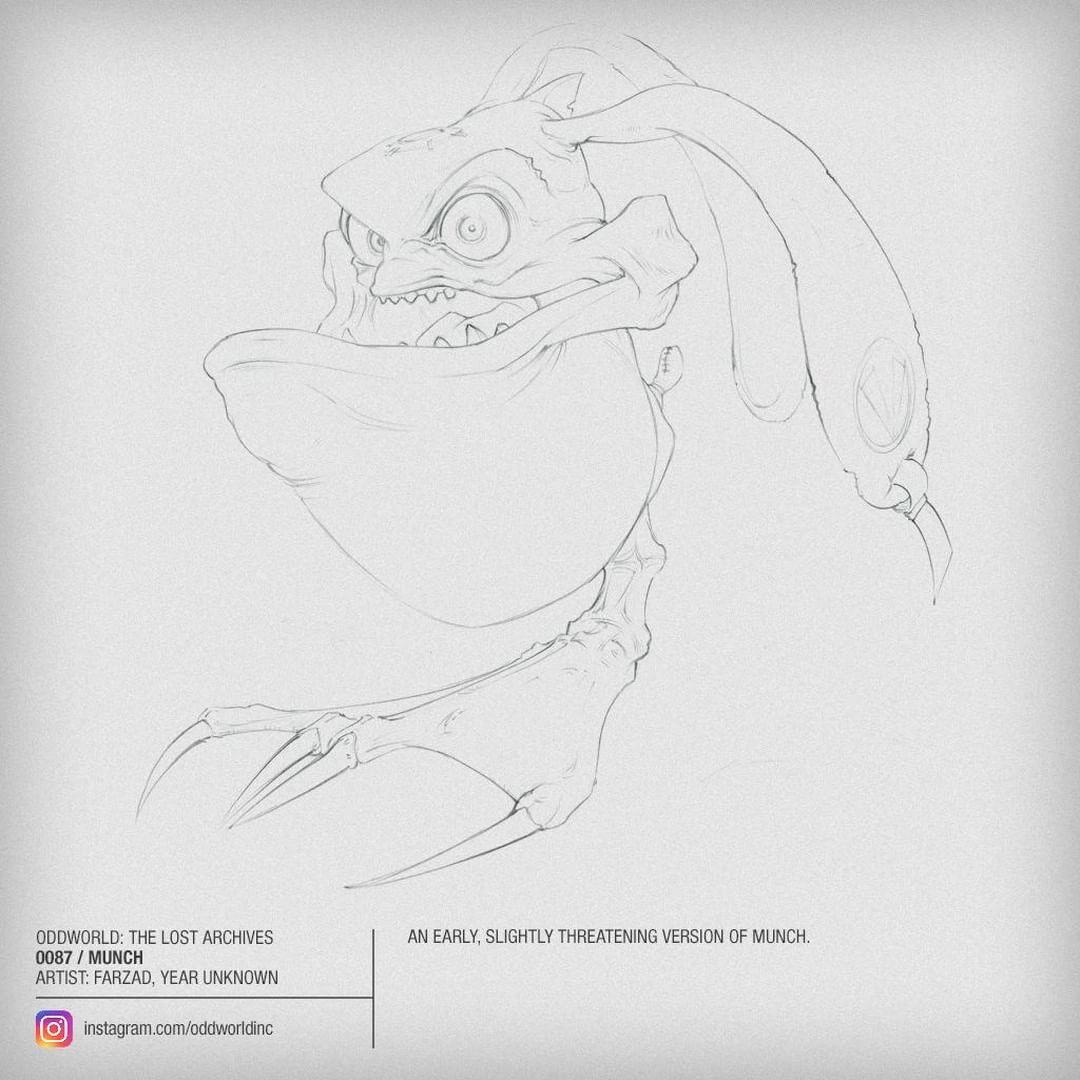 ODDWORLD: THE LOST ARCHIVES
0087 / MUNCH
ARTIST: FARZAD, YEAR UNKNOWN
instagram.com/oddworldinc
AN EARLY, SLIGHTLY THREATENING VERSION OF MUNCH.